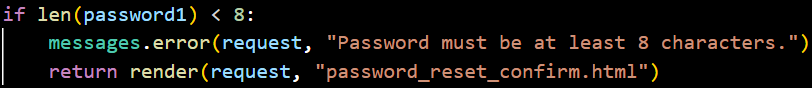 if len(password1) < 8:
    messages.error(request, "Password must be at least 8 characters.")
    return render(request, "password_reset_confirm.html")